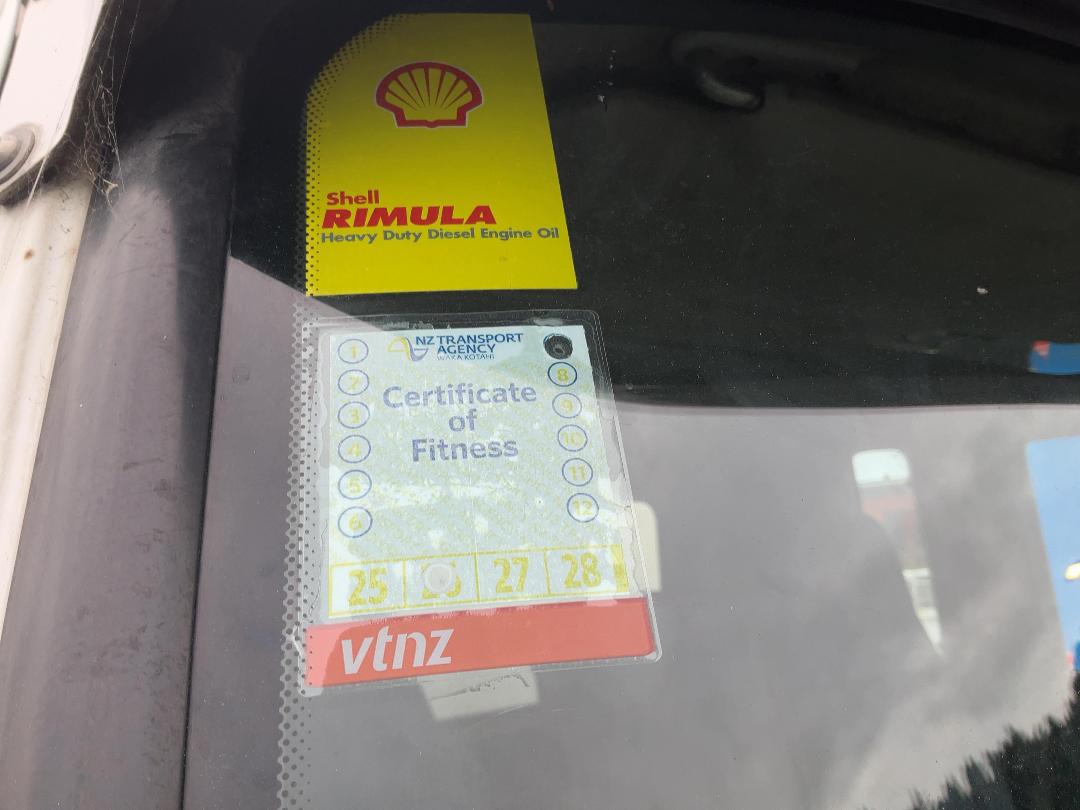 Shell
RIMULA
Heavy Duty Diesel Engine Oil
NZ TRANSPORT
AGENCY
WAKA KOTAHI
Certificate
of
Fitness
1
2
3
4
5
6
8
9
10
11
12
25 27 28
vtnz